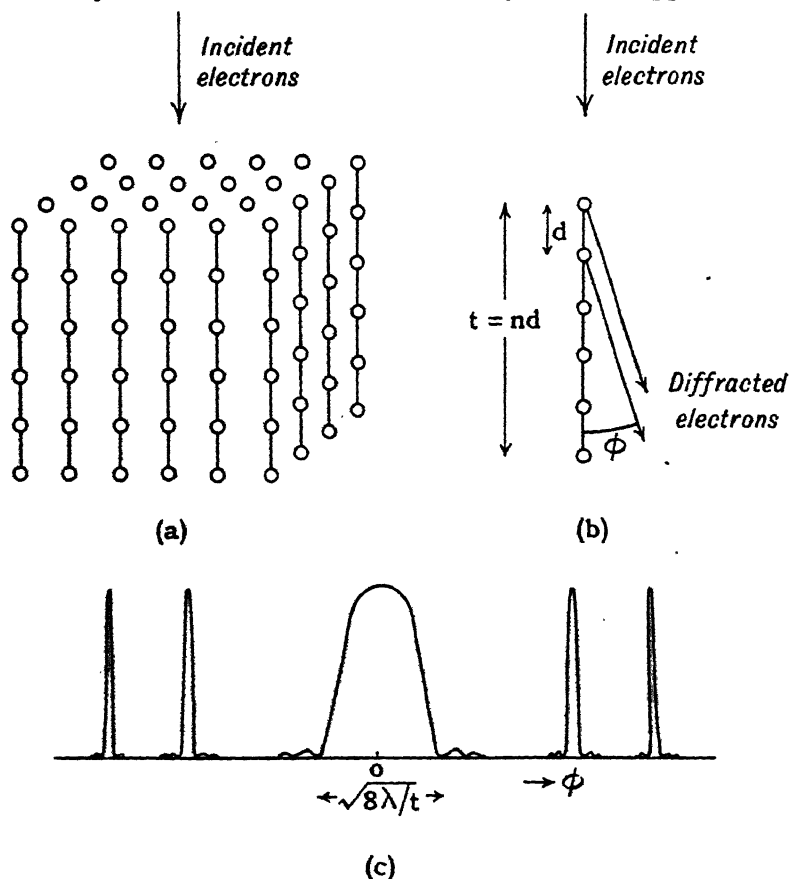 Incident
electrons
Incident
electrons
d
t = nd
Diffracted
electrons
ϕ
(a)
(b)
o
→ ϕ
←√8λ/t→
(c)